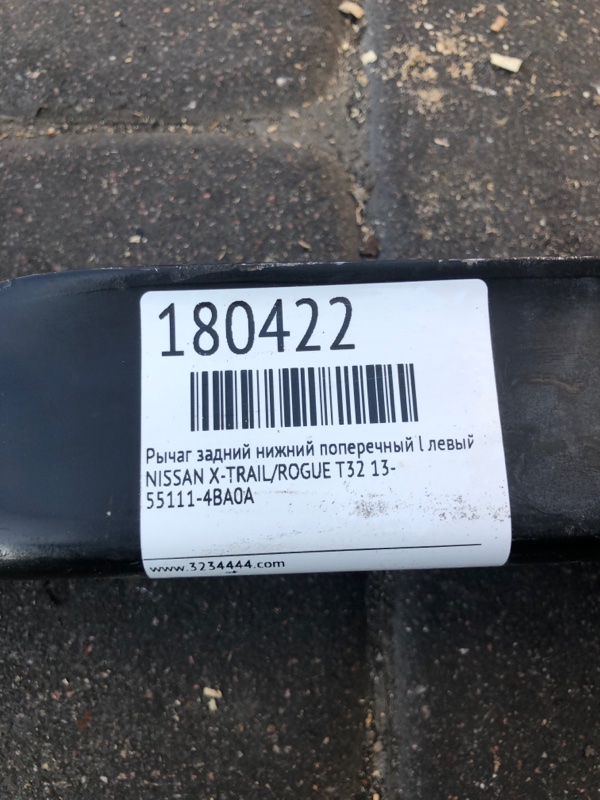 180422
Рычаг задний нижний поперечный l левый
NISSAN X-TRAIL/ROGUE T32 13-
55111-4BA0A
www.3234444.com